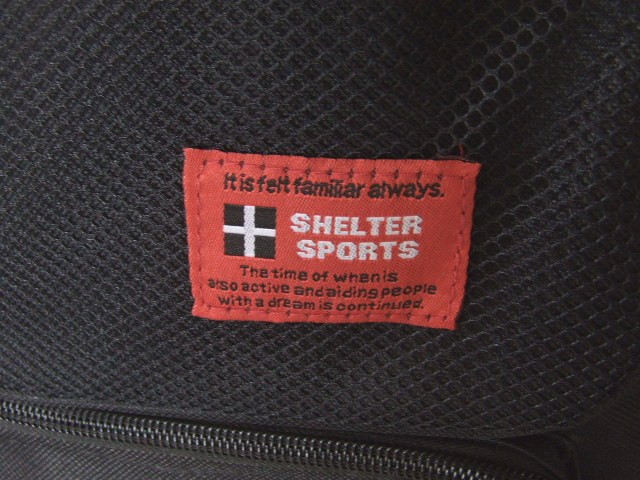 It is felt familiar always.
SHELTER
SPORTS
The time of when is
also active and aiding people
with a dream is continued.